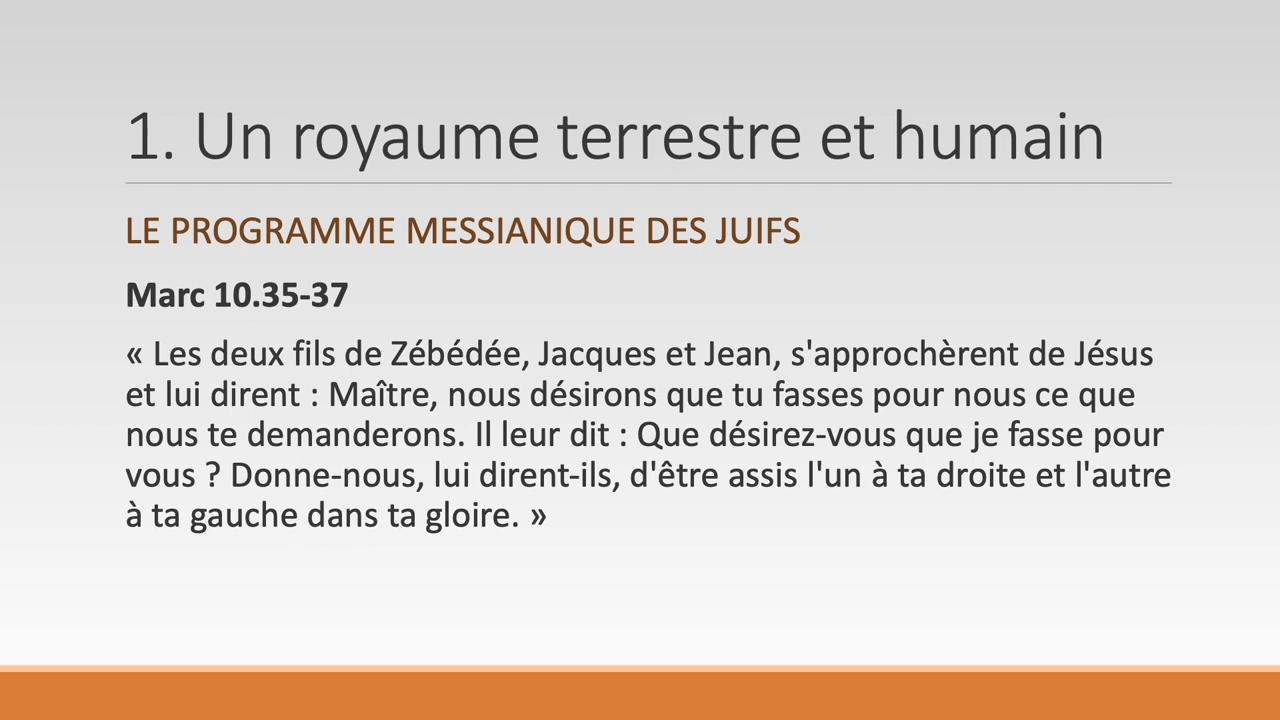 1. Un royaume terrestre et humain
LE PROGRAMME MESSIANIQUE DES JUIFS
Marc 10.35-37
« Les deux fils de Zébédée, Jacques et Jean, s'approchèrent de Jésus
et lui dirent : Maître, nous désirons que tu fasses pour nous ce que
nous te demanderons. Il leur dit : Que désirez-vous que je fasse pour
vous ? Donne-nous, lui dirent-ils, d'être assis l'un à ta droite et l'autre
à ta gauche dans ta gloire. »